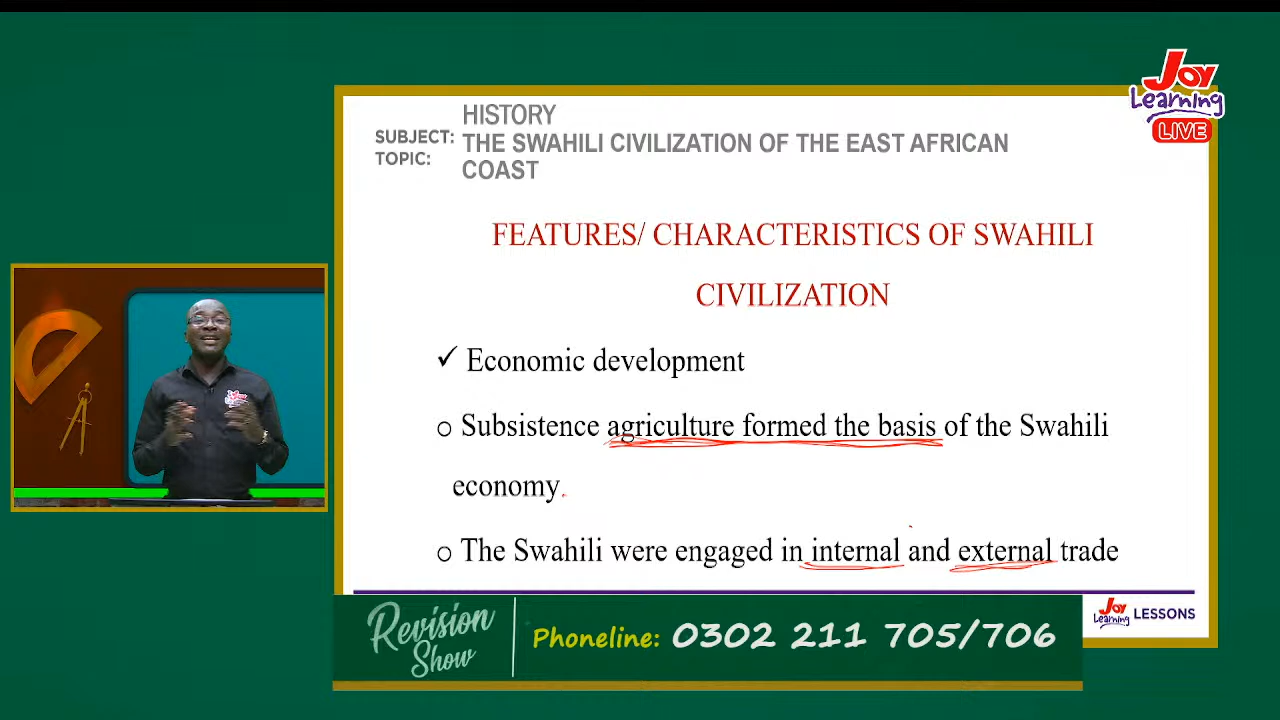 Joy
Learning
LIVE
HISTORY
SUBJECT: THE SWAHILI CIVILIZATION OF THE EAST AFRICAN
TOPIC: COAST
FEATURES/ CHARACTERISTICS OF SWAHILI
CIVILIZATION
✓ Economic development
o Subsistence agriculture formed the basis of the Swahili
economy.
o The Swahili were engaged in internal and external trade
Joy Learning LESSONS
Revision Show
Phoneline: 0302 211 705/706